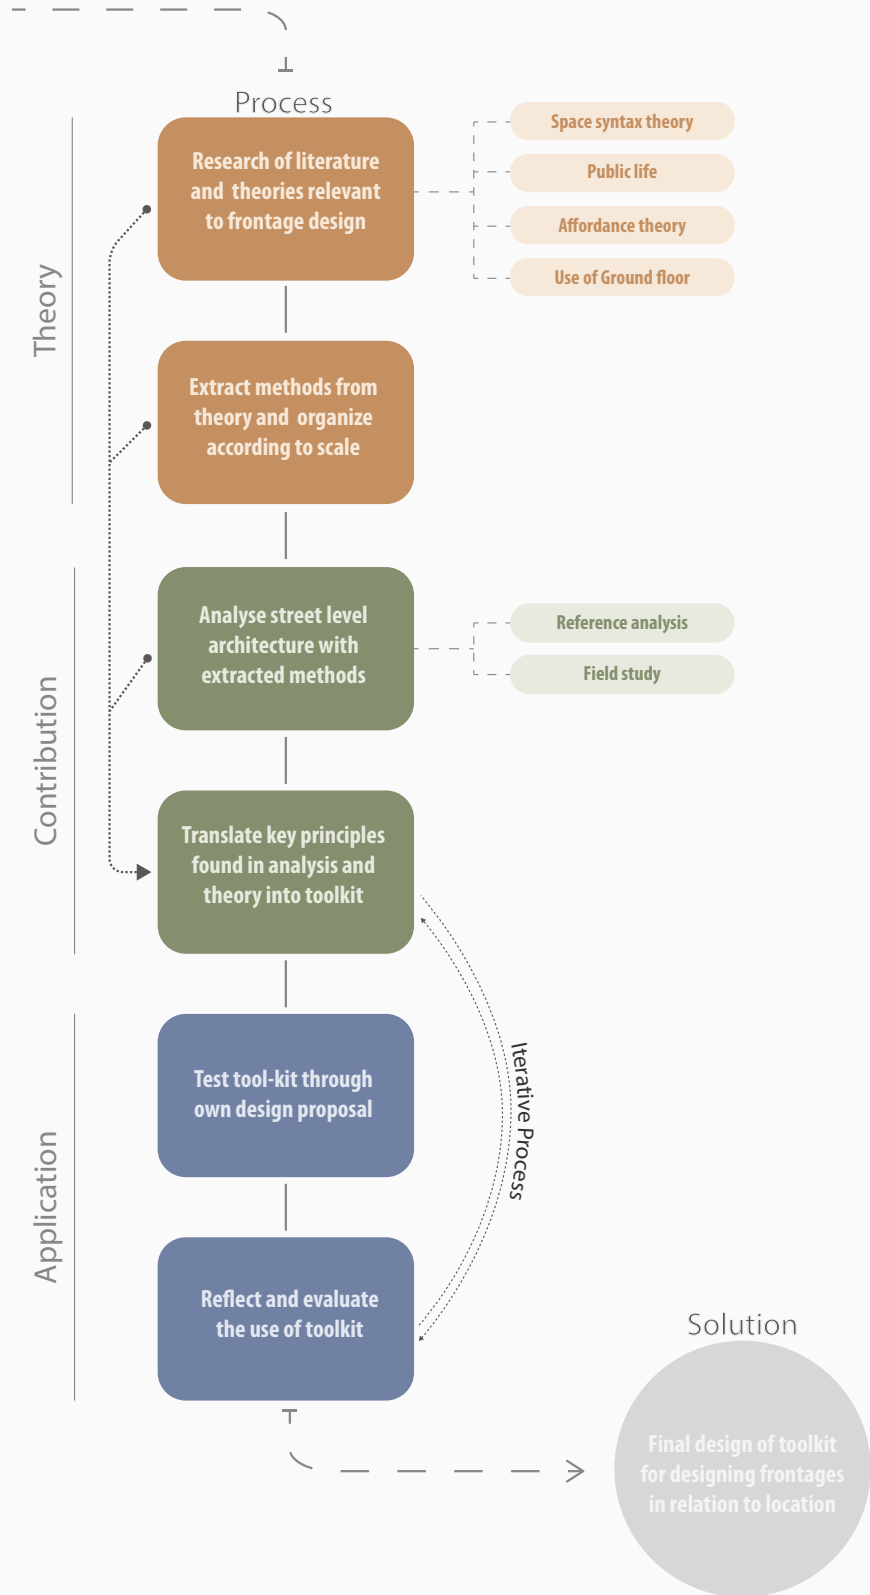 Process
Theory
Research of literature
and theories relevant
to frontage design
Space syntax theory
Public life
Affordance theory
Use of Ground floor
Extract methods from
theory and organize
according to scale
Contribution
Analyse street level
architecture with
extracted methods
Reference analysis
Field study
Translate key principles
found in analysis and
theory into toolkit
Application
Test tool-kit through
own design proposal
Iterative Process
Reflect and evaluate
the use of toolkit
Solution
Final design of toolkit
for designing frontages
in relation to location